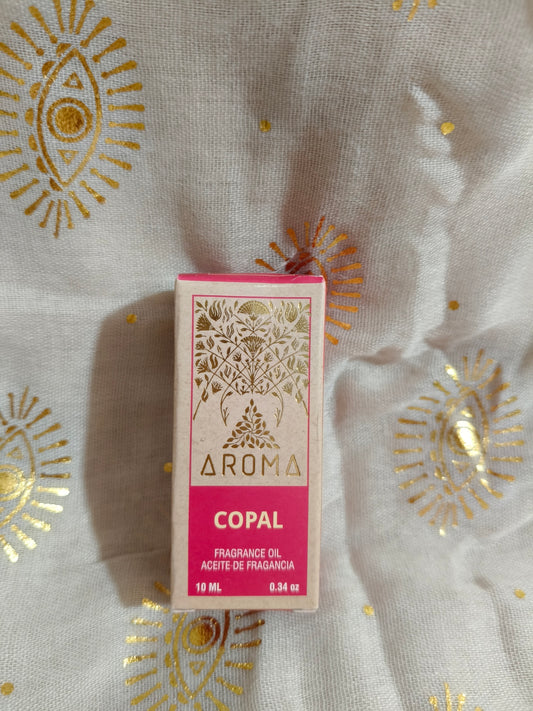 AROMA
COPAL
FRAGRANCE OIL
ACEITE DE FRAGANCIA
10 ML 0.34 oz